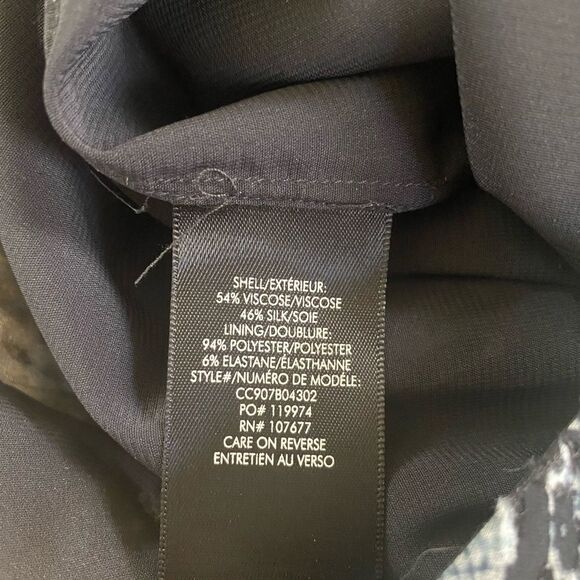 SHELL/EXTÉRIEUR:
54% VISCOSE/VISCOSE
46% SILK/SOIE
LINING/DOUBLURE:
94% POLYESTER/POLYESTER
6% ELASTANE/ÉLASTHANNE
STYLE#/NUMÉRO DE MODÈLE:
CC907B04302
PO# 119974
RN# 107677
CARE ON REVERSE
ENTRETIEN AU VERSO